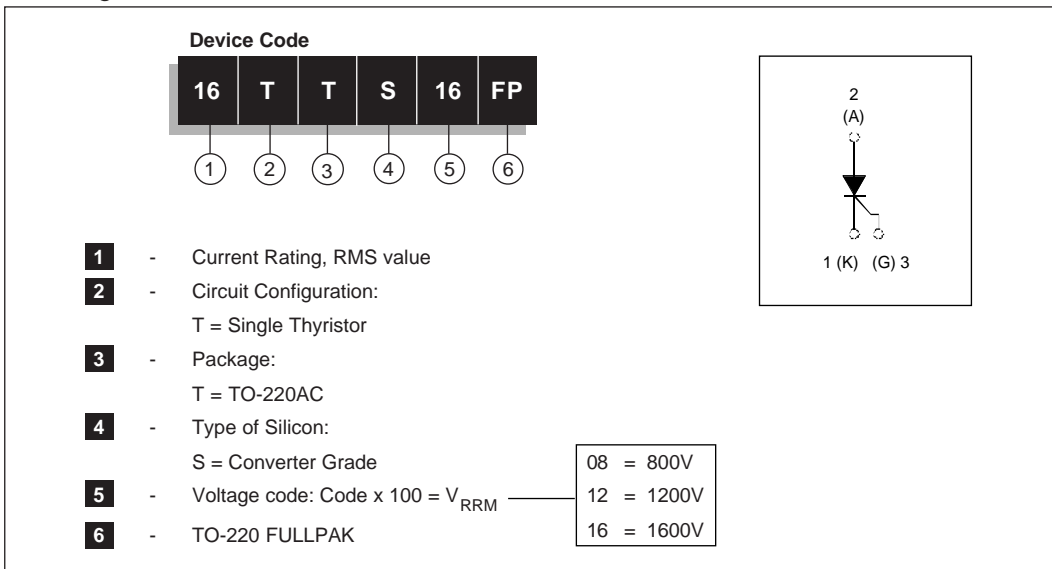 Device Code
16 T T S 16 FP
1 2 3 4 5 6
1 - Current Rating, RMS value
2 - Circuit Configuration:
T = Single Thyristor
3 - Package:
T = TO-220AC
4 - Type of Silicon:
S = Converter Grade
5 - Voltage code: Code x 100 = VRRM
6 - TO-220 FULLPAK
08 = 800V
12 = 1200V
16 = 1600V
2
(A)
1 (K) (G) 3